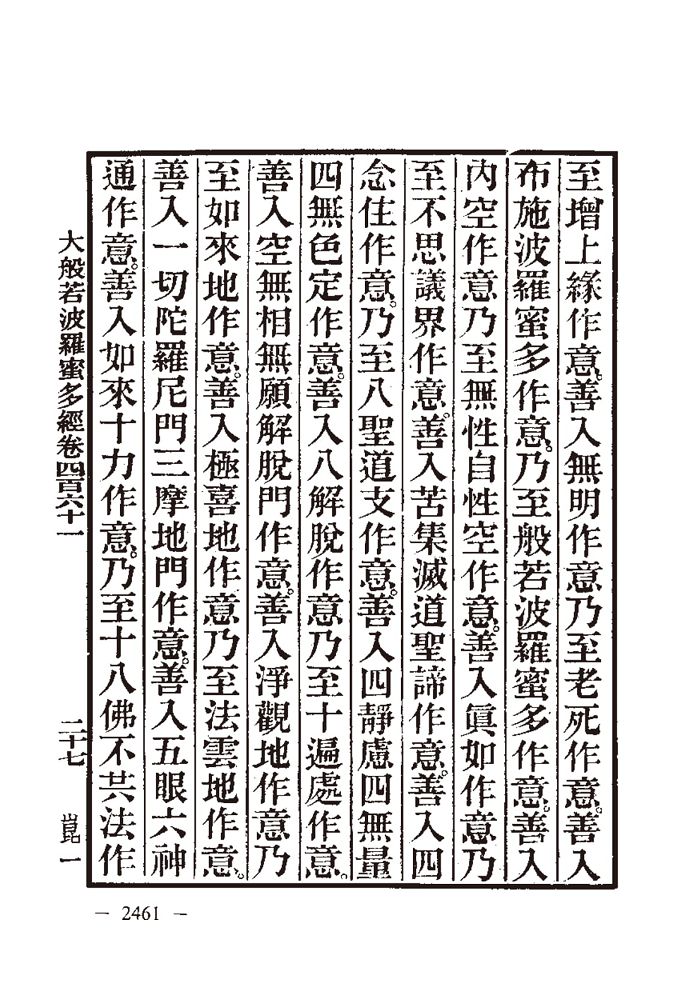 至增上緣作意。善入無明作意乃至老死作意。善入
布施波羅蜜多作意。乃至般若波羅蜜多作意。善入
內空作意乃至無性自性空作意。善入眞如作意乃
至不思議界作意。善入苦集滅道聖諦作意。善入四
念住作意。乃至八聖道支作意。善入四靜慮四無量
四無色定作意。善入八解脫作意乃至十遍處作意。
善入空無相無願解脫門作意。善入淨觀地作意乃
至如來地作意。善入極喜地作意乃至法雲地作意。
善入一切陀羅尼門三摩地門作意。善入五眼六神
通作意。善入如來十力作意。乃至十八佛不共法作
大般若波羅蜜多經卷四百六十一 二十七 崑一
— 2461 —